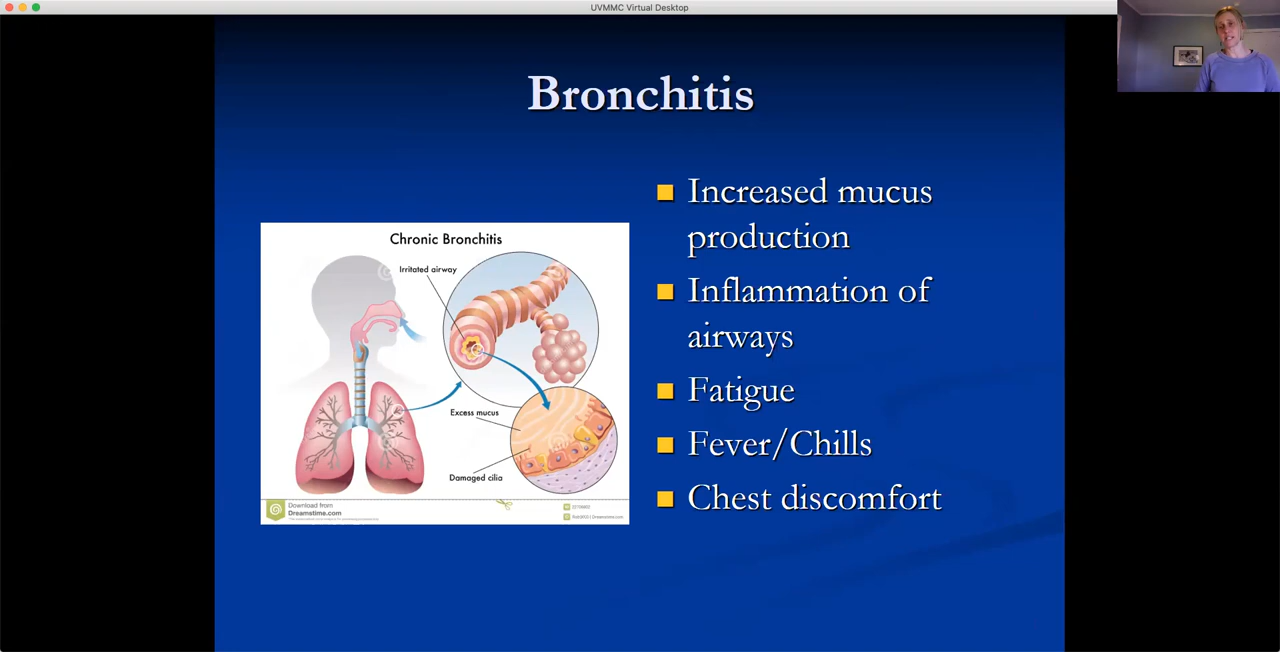 UVMMC Virtual Desktop
Bronchitis
Increased mucus
production
Inflammation of
airways
Fatigue
Fever/Chills
Chest discomfort
Chronic Bronchitis
Irritated airway
Excess mucus
Damaged cilia
Download from
Dreamstime.com